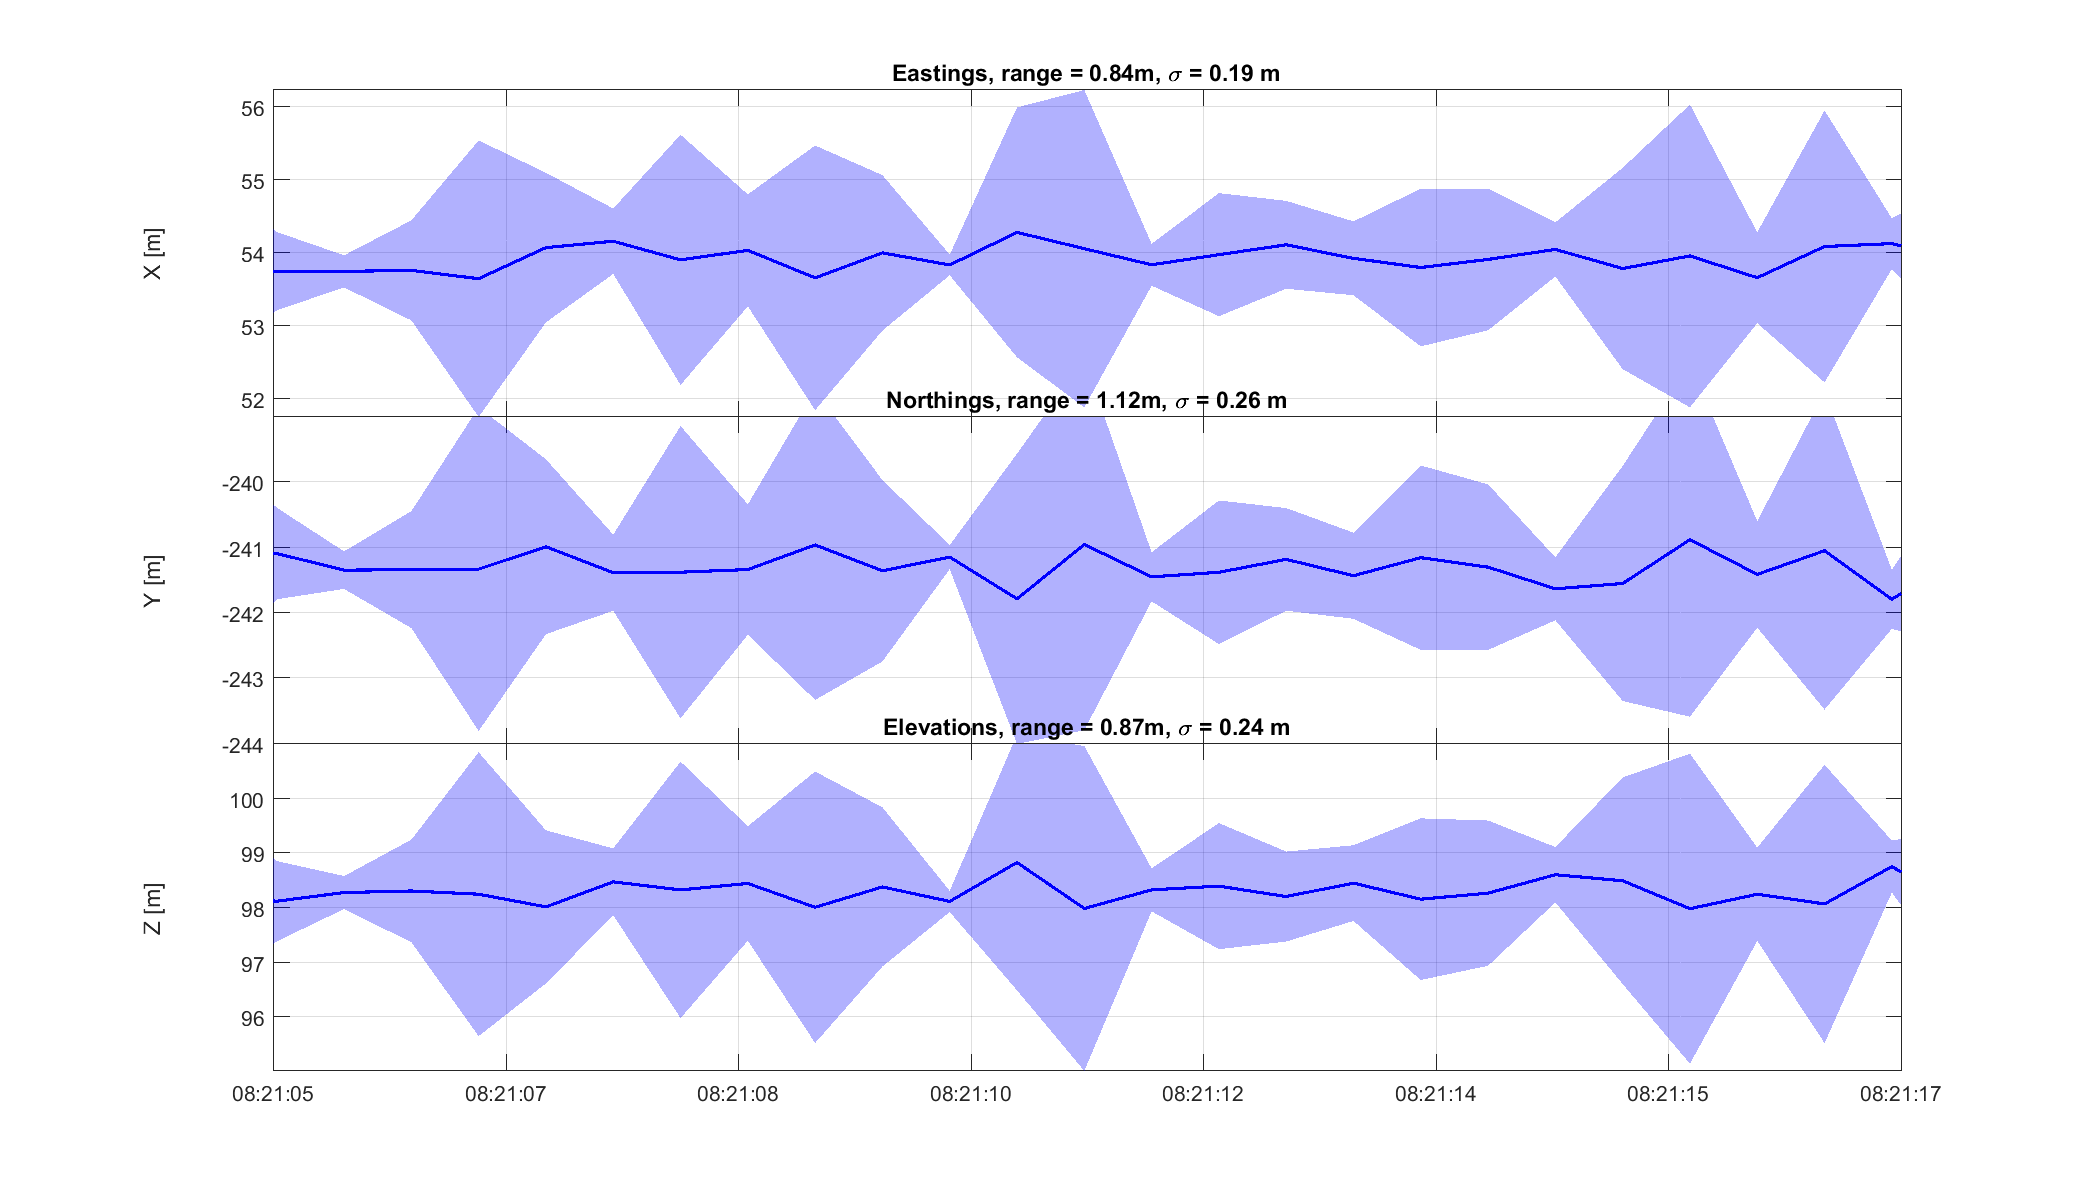 Eastings, range = 0.84m, σ = 0.19 m
56
55
54
53
52
X [m]
Northings, range = 1.12m, σ = 0.26 m
-240
-241
-242
-243
-244
Y [m]
Elevations, range = 0.87m, σ = 0.24 m
100
99
98
97
96
Z [m]
08:21:05 08:21:07 08:21:08 08:21:10 08:21:12 08:21:14 08:21:15 08:21:17